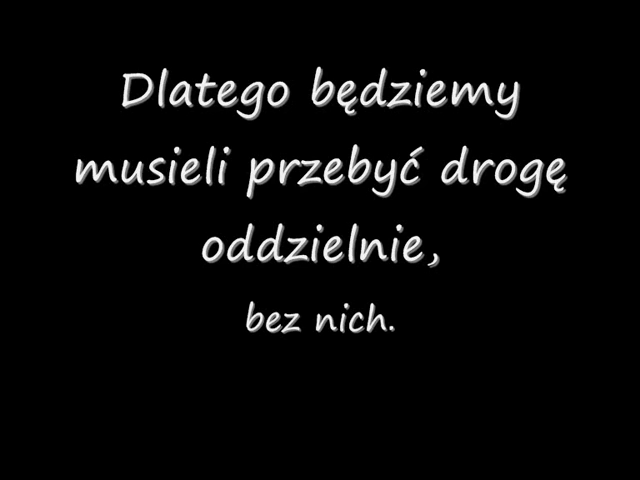 Dlatego będziemy
musieli przebyć drogę
oddzielnie,
bez nich.